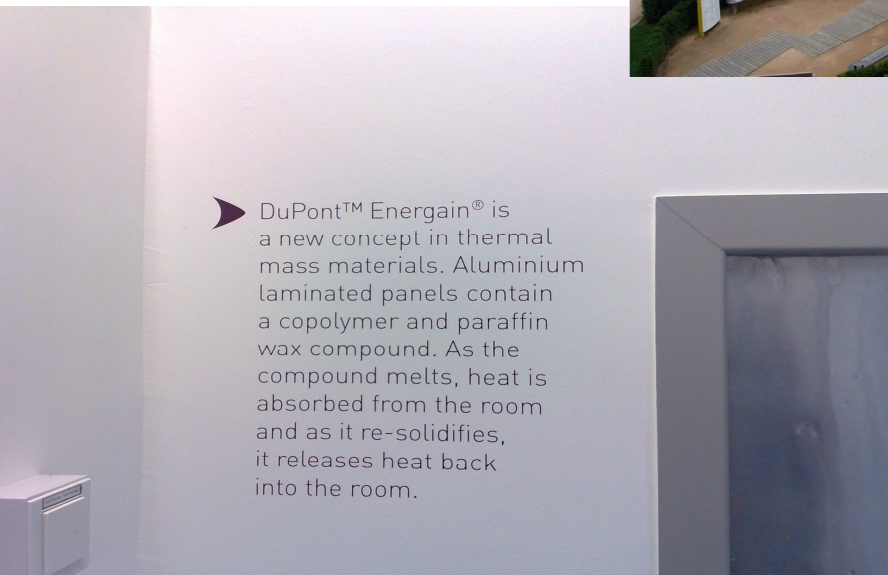 DuPont™ Energain® is
a new concept in thermal
mass materials. Aluminium
laminated panels contain
a copolymer and paraffin
wax compound. As the
compound melts, heat is
absorbed from the room
and as it re-solidifies,
it releases heat back
into the room.